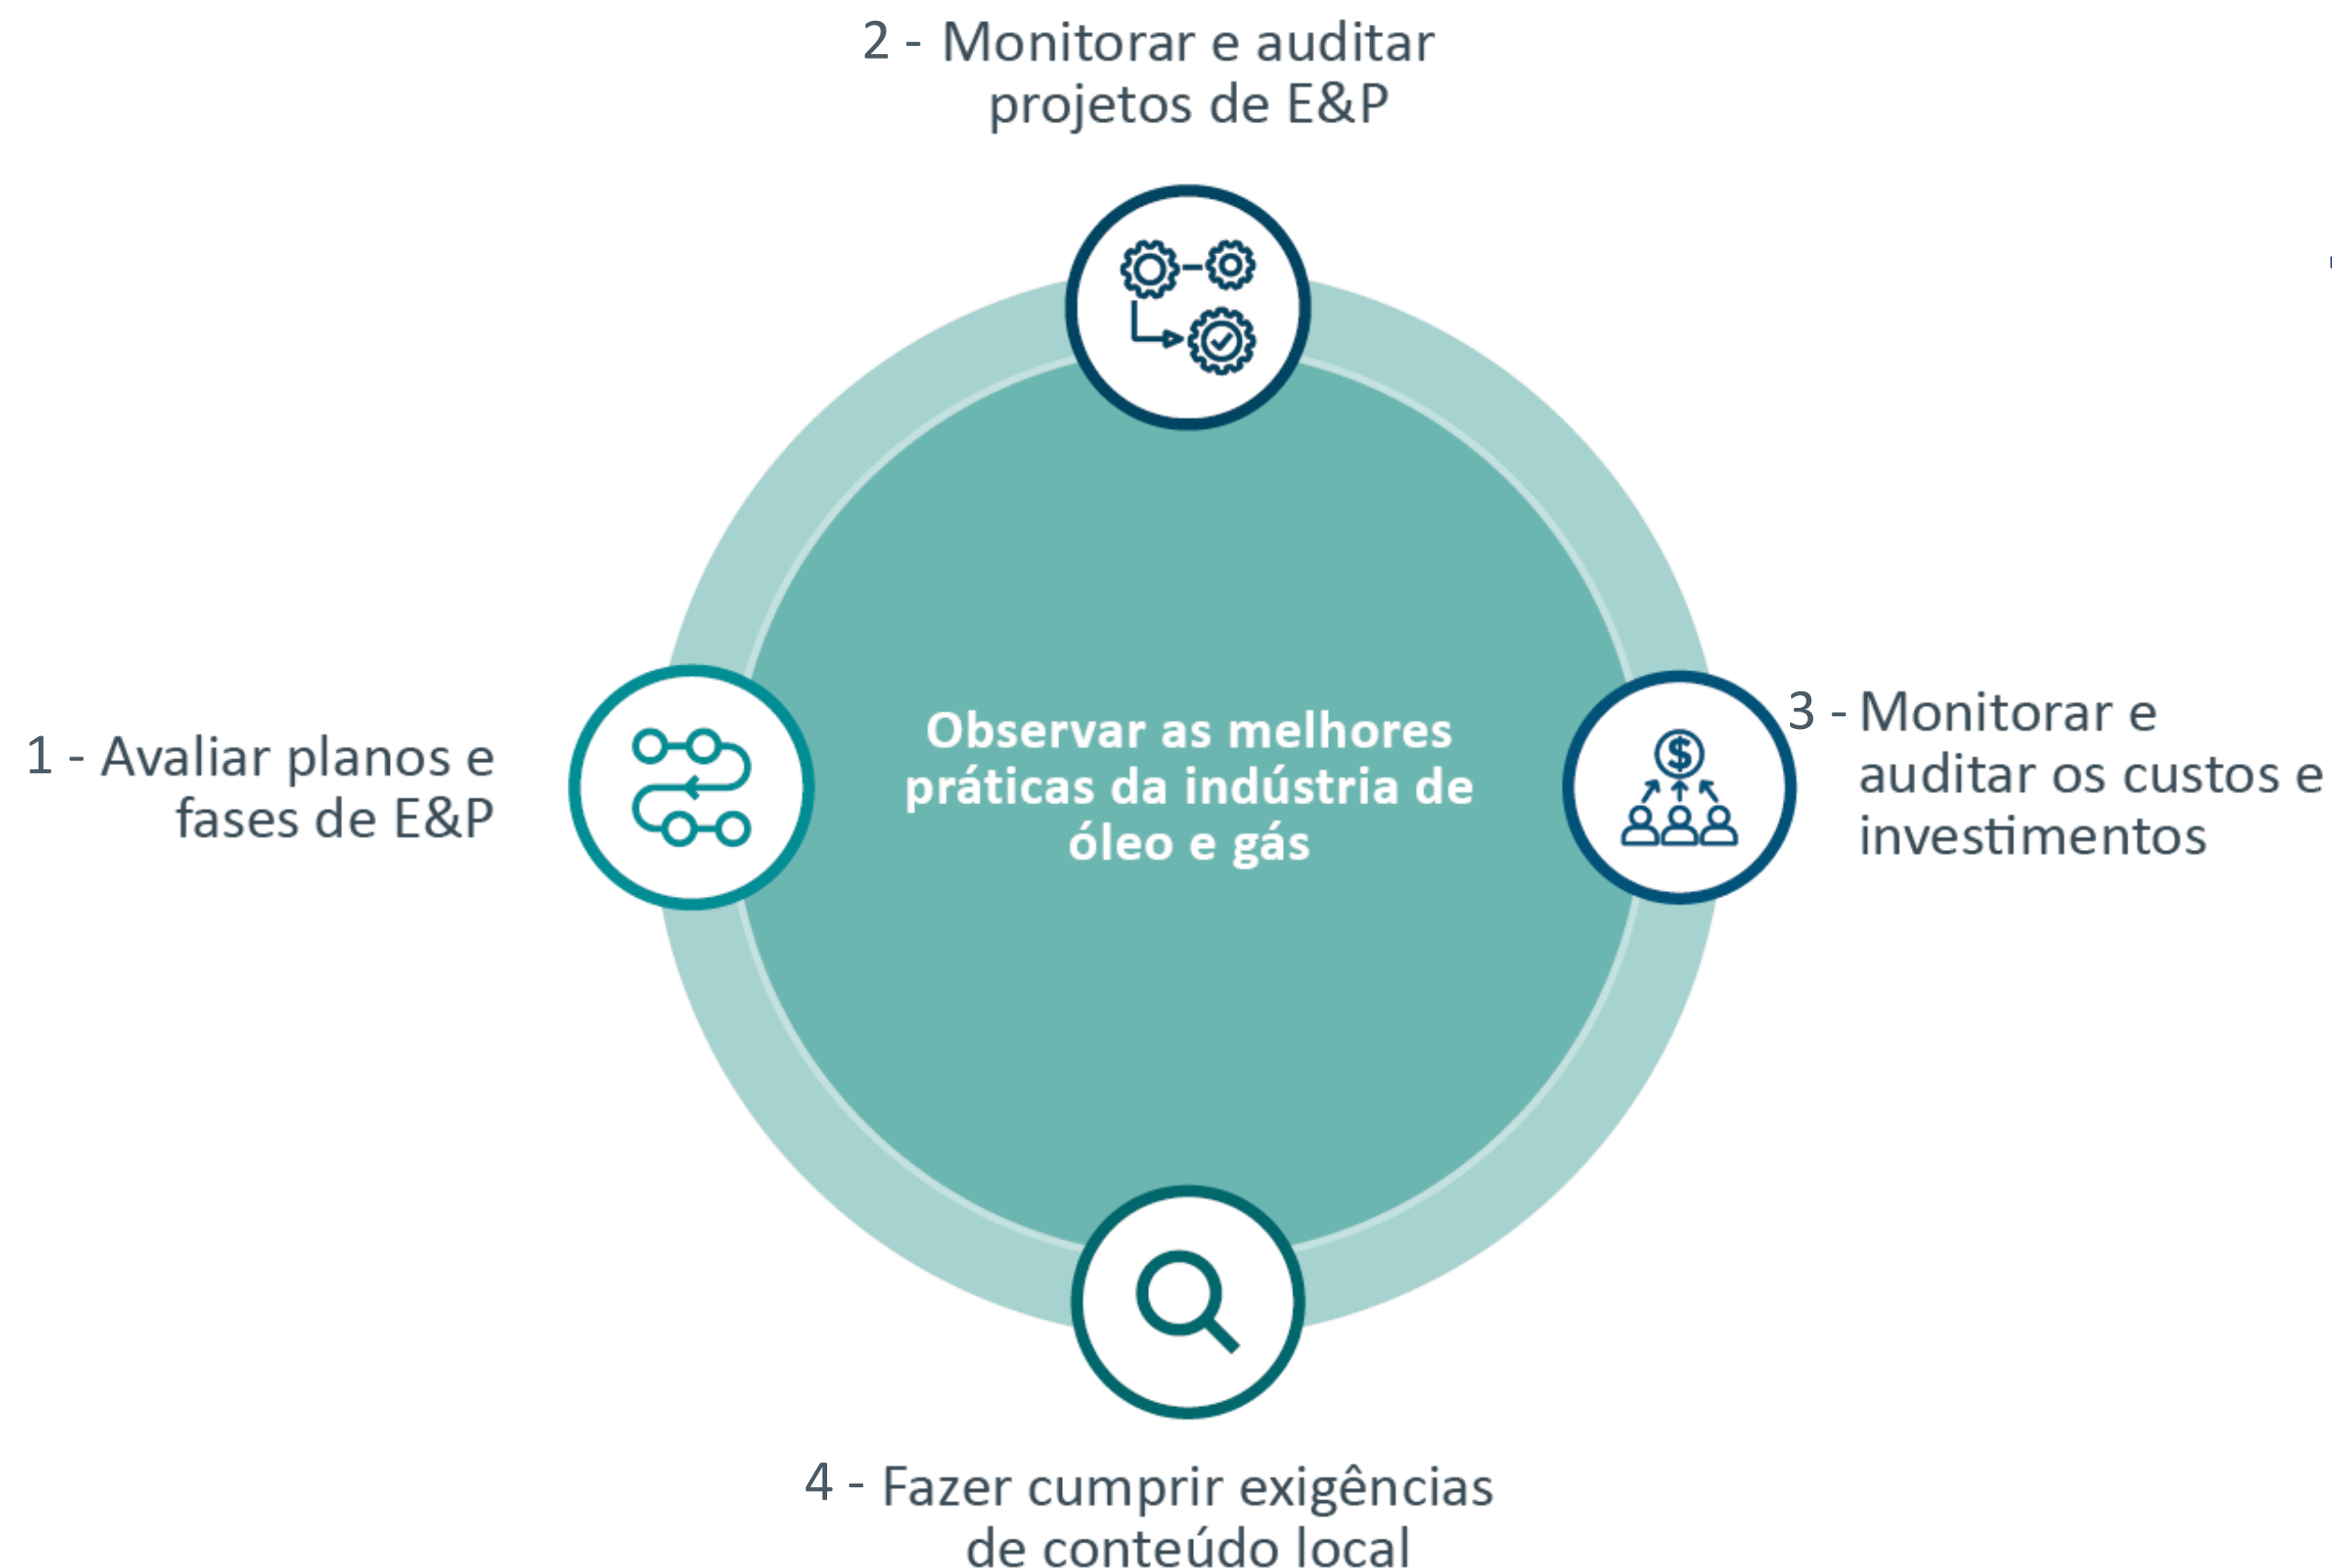 2 - Monitorar e auditar
projetos de E&P
1 - Avaliar planos e
fases de E&P
Observar as melhores
práticas da indústria de
óleo e gás
$
3 - Monitorar e
auditar os custos e
investimentos
4 - Fazer cumprir exigências
de conteúdo local